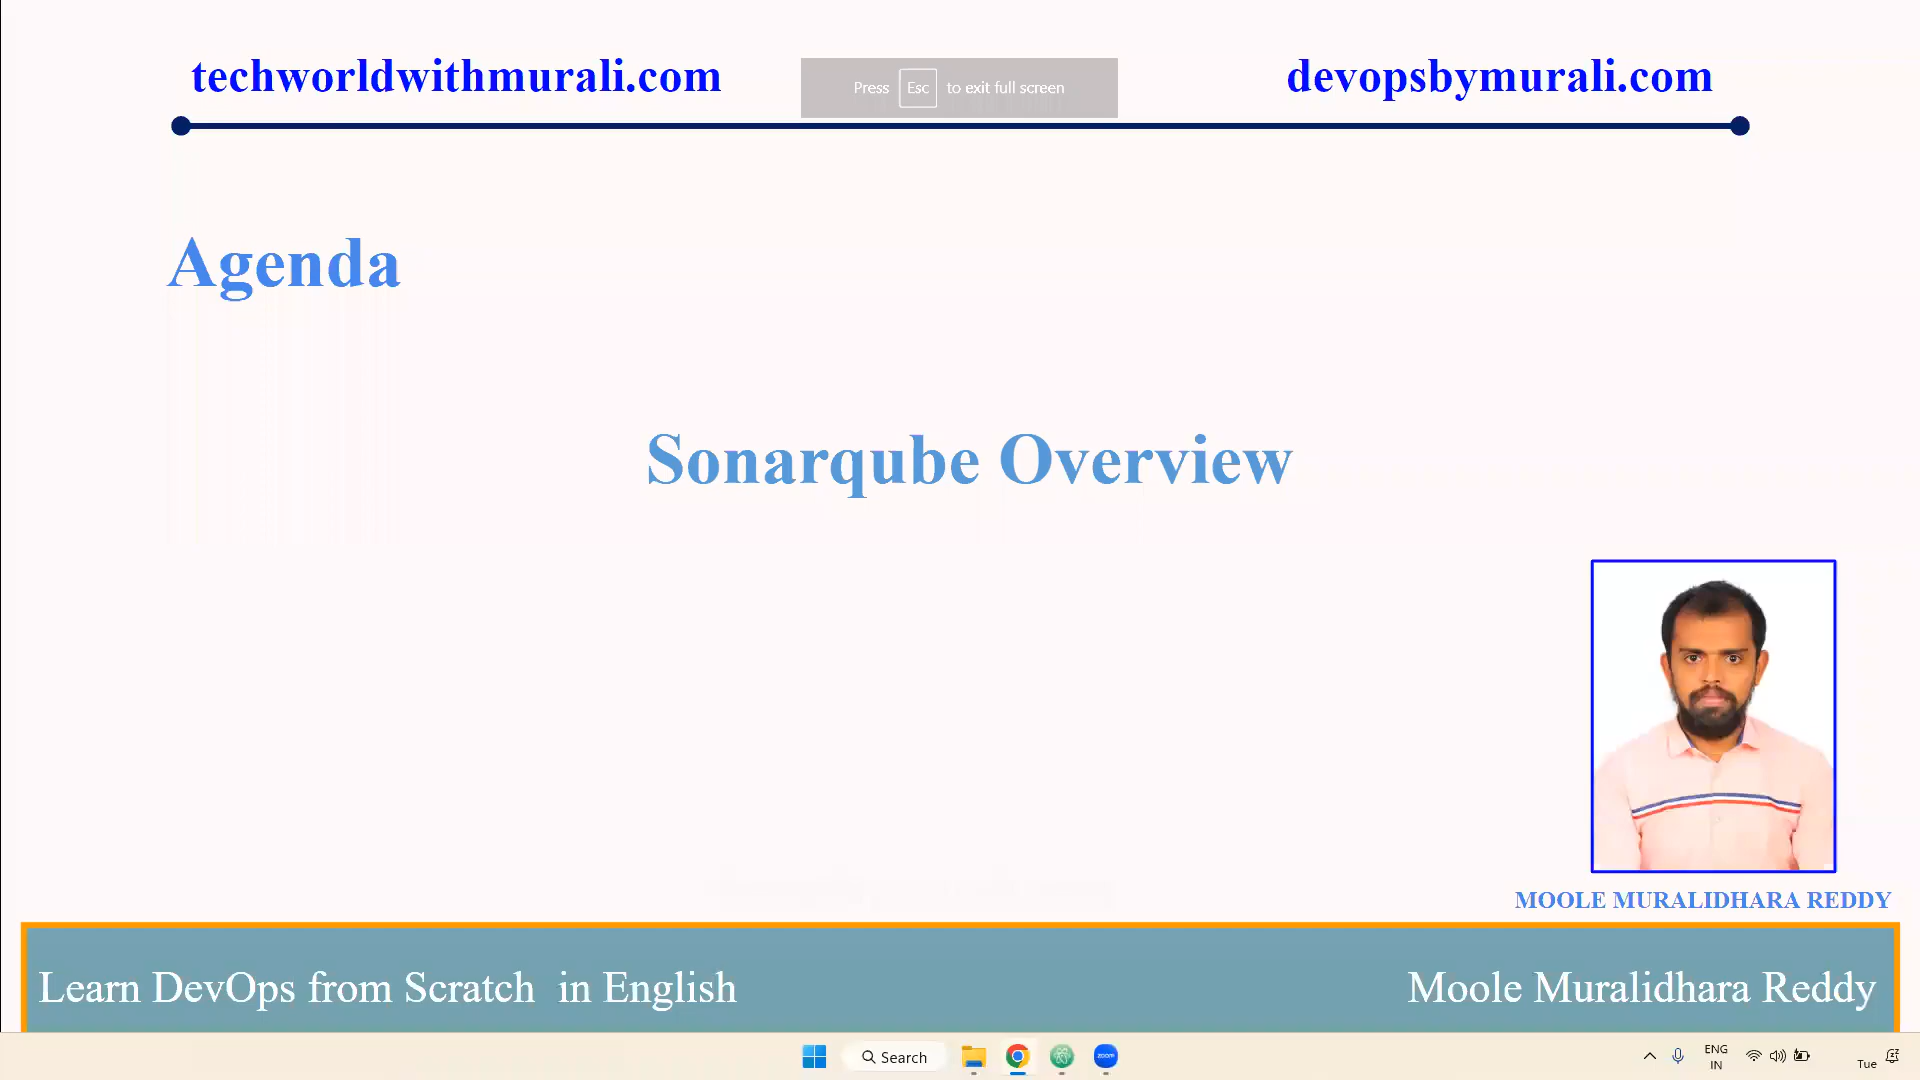 techworldwithmurali.com
Press Esc to exit full screen
devopsbymurali.com
Agenda
Sonarqube Overview
MOOLE MURALIDHARA REDDY
Learn DevOps from Scratch in English
Moole Muralidhara Reddy
Search
zoom
ENG
IN
Tue